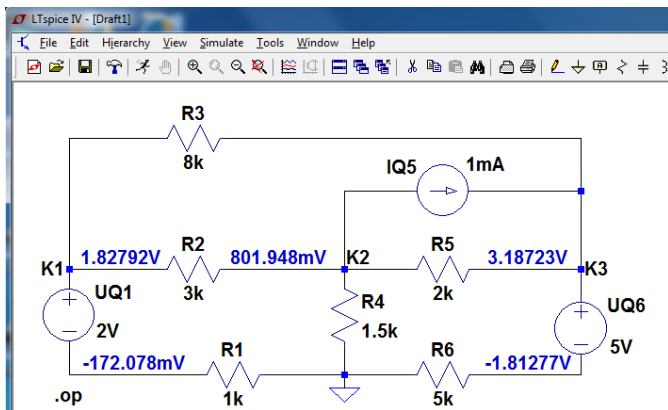 LTspice IV - [Draft1]
File Edit Hierarchy View Simulate Tools Window Help
R3
8k
IQ5 1mA
K1 1.82792V R2 801.948mV K2 R5 3.18723V K3
3k 2k
UQ1
2V
R4
1.5k
UQ6
5V
-172.078mV R1 R6 -1.81277V
1k 5k
.op